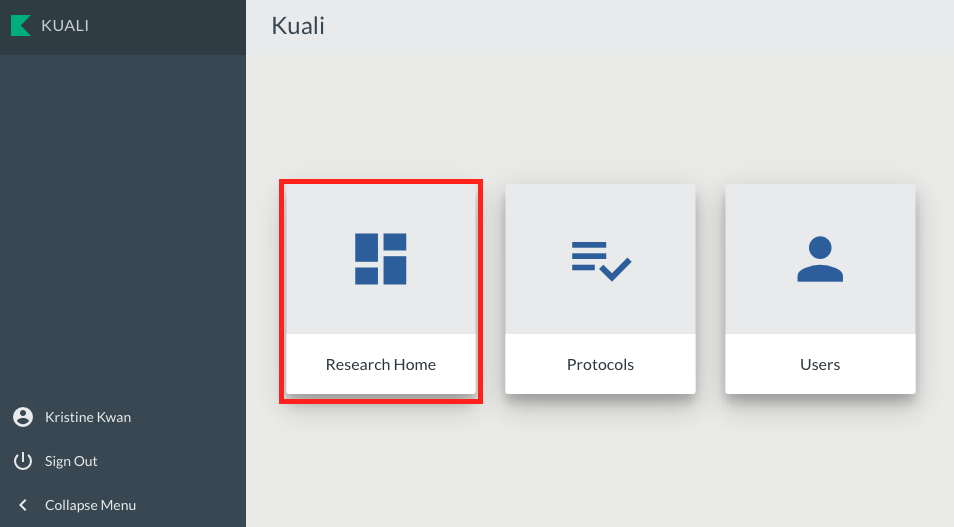 KUALI
Kuali
Research Home
Protocols
Users
Kristine Kwan
Sign Out
Collapse Menu